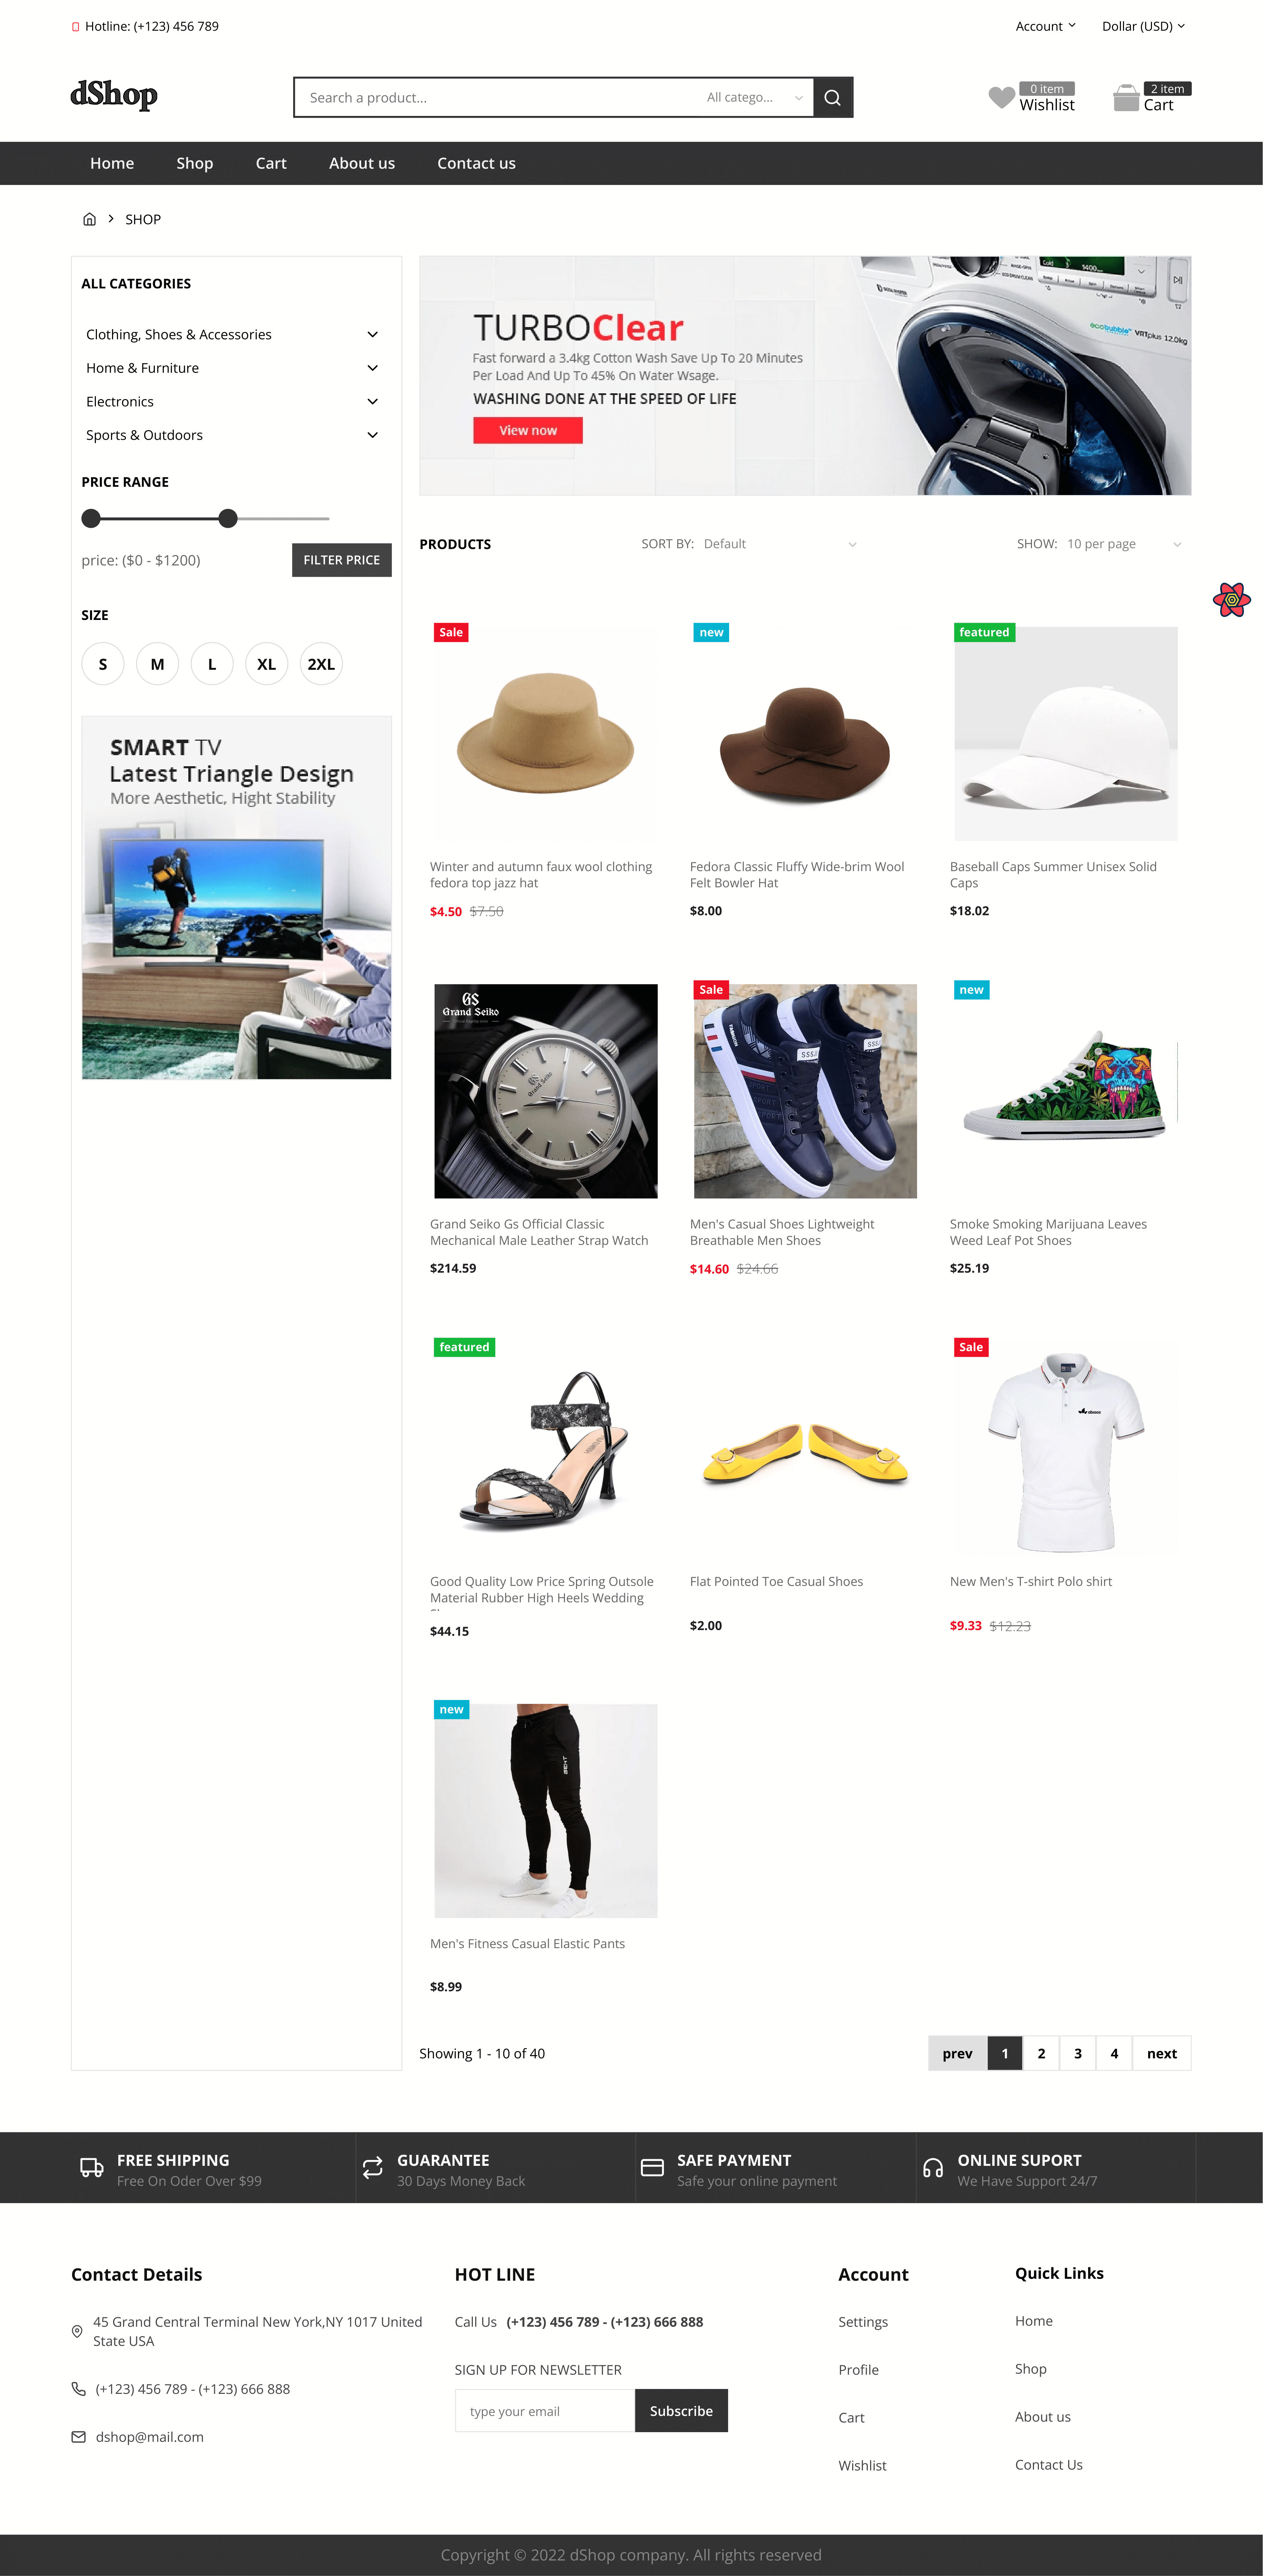 Hotline: (+123) 456 789
Account
Dollar (USD)
dShop
Search a product...
All catego...
0 item
Wishlist
2 item
Cart
Home
Shop
Cart
About us
Contact us
SHOP
ALL CATEGORIES
Clothing, Shoes & Accessories
Home & Furniture
Electronics
Sports & Outdoors
PRICE RANGE
price: ($0 - $1200)
FILTER PRICE
SIZE
S
M
L
XL
2XL
SMART TV
Latest Triangle Design
More Aesthetic, Hight Stability
TURBOClear
Fast forward a 3.4kg Cotton Wash Save Up To 20 Minutes
Per Load And Up To 45% On Water Wsage.
WASHING DONE AT THE SPEED OF LIFE
View now
Cold
1400
ecobubble™ VRTplus 12.0kg
PRODUCTS
SORT BY: Default
SHOW: 10 per page
Sale
new
featured
Winter and autumn faux wool clothing
fedora top jazz hat
$4.50 $7.50
Fedora Classic Fluffy Wide-brim Wool
Felt Bowler Hat
$8.00
Baseball Caps Summer Unisex Solid
Caps
$18.02
GS
Grand Seiko
GS
Grand Seiko
Sale
FASHION
SSSJ
SPORT
new
Grand Seiko Gs Official Classic
Mechanical Male Leather Strap Watch
$214.59
Men's Casual Shoes Lightweight
Breathable Men Shoes
$14.60 $24.66
Smoke Smoking Marijuana Leaves
Weed Leaf Pot Shoes
$25.19
featured
Sale
Good Quality Low Price Spring Outsole
Material Rubber High Heels Wedding
$44.15
Flat Pointed Toe Casual Shoes
$2.00
New Men's T-shirt Polo shirt
$9.33 $12.23
new
Men's Fitness Casual Elastic Pants
$8.99
Showing 1 - 10 of 40
prev
1
2
3
4
next
FREE SHIPPING
Free On Oder Over $99
GUARANTEE
30 Days Money Back
SAFE PAYMENT
Safe your online payment
ONLINE SUPORT
We Have Support 24/7
Contact Details
45 Grand Central Terminal New York,NY 1017 United
State USA
(+123) 456 789 - (+123) 666 888
dshop@mail.com
HOT LINE
Call Us (+123) 456 789 - (+123) 666 888
SIGN UP FOR NEWSLETTER
type your email
Subscribe
Account
Settings
Profile
Cart
Wishlist
Quick Links
Home
Shop
About us
Contact Us
Copyright © 2022 dShop company. All rights reserved